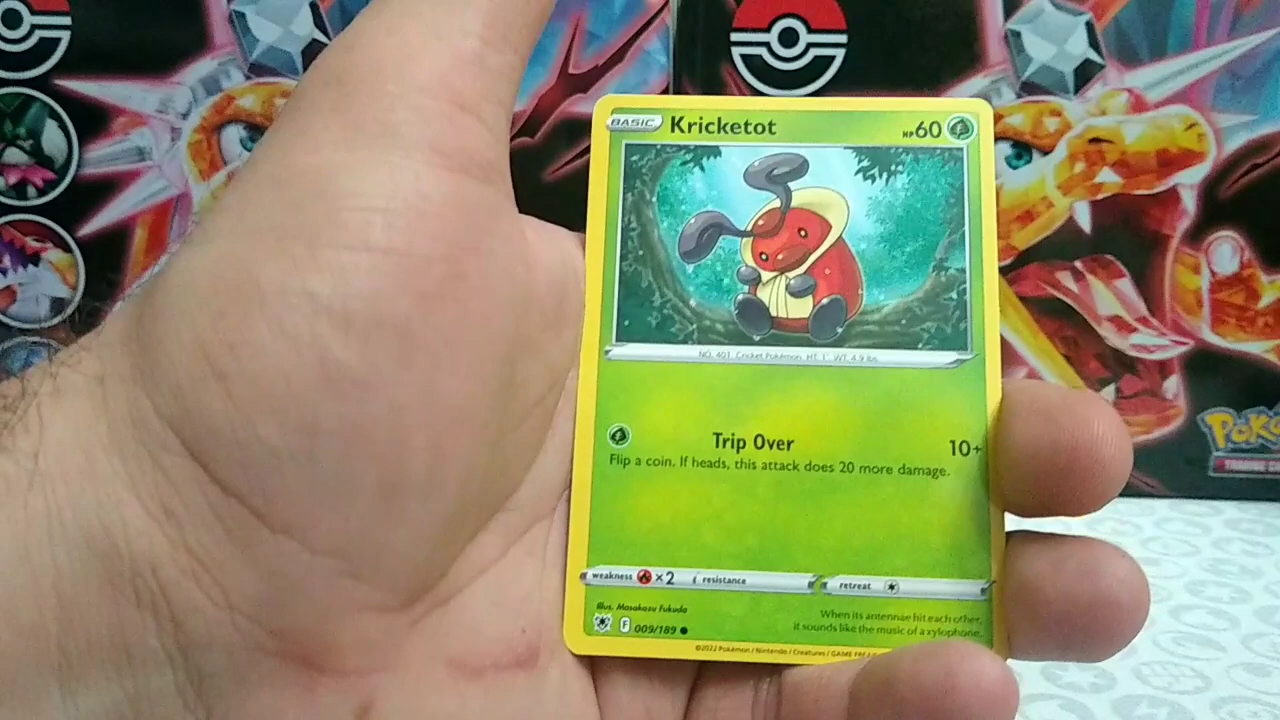 BASIC Kricketot HP60
NO. 401 Cricket Pokémon HT. 1' WT. 4.9 lbs.
Trip Over 10+
Flip a coin. If heads, this attack does 20 more damage.
weakness ×2 resistance retreat
Illus. Masakazu Fukuda
When its antennae hit each other,
it sounds like the music of a xylophone.
F 009/189
©2022 Pokémon / Nintendo / Creatures / GAME FREAK